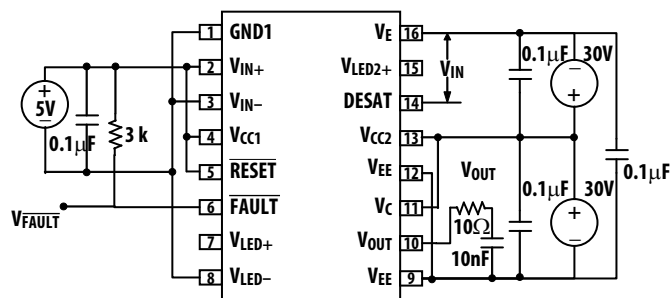 1 GND1
2 VIN+
3 VIN–
4 VCC1
5 RESET
6 FAULT
7 VLED+
8 VLED–
VE 16
VLED2+ 15
DESAT 14
VCC2 13
VEE 12
VC 11
VOUT 10
VEE 9
+
5V
–
0.1μF
3 k
VFAULT
VIN
0.1μF
30V
–
+
VOUT
0.1μF
30V
+
–
0.1μF
10Ω
10nF